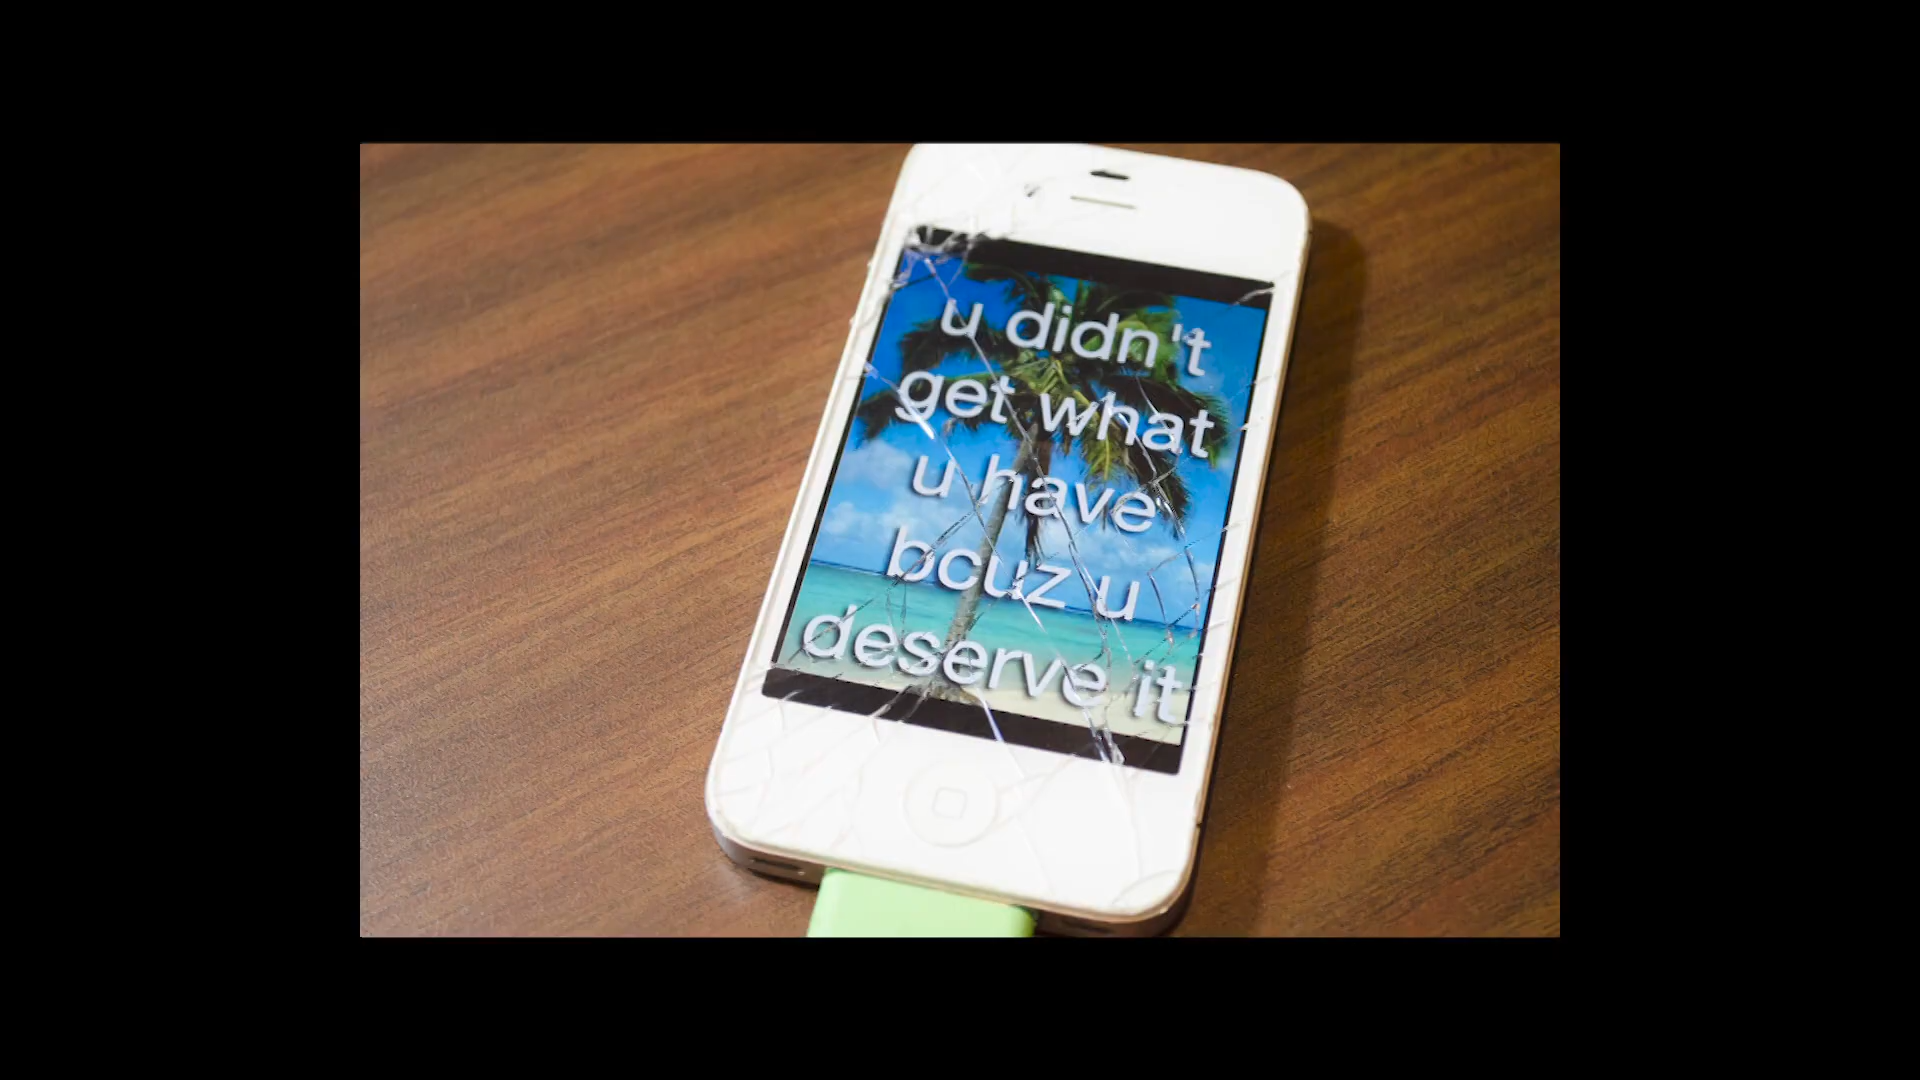 u didn't
get what
u have
bcuz u
deserve it